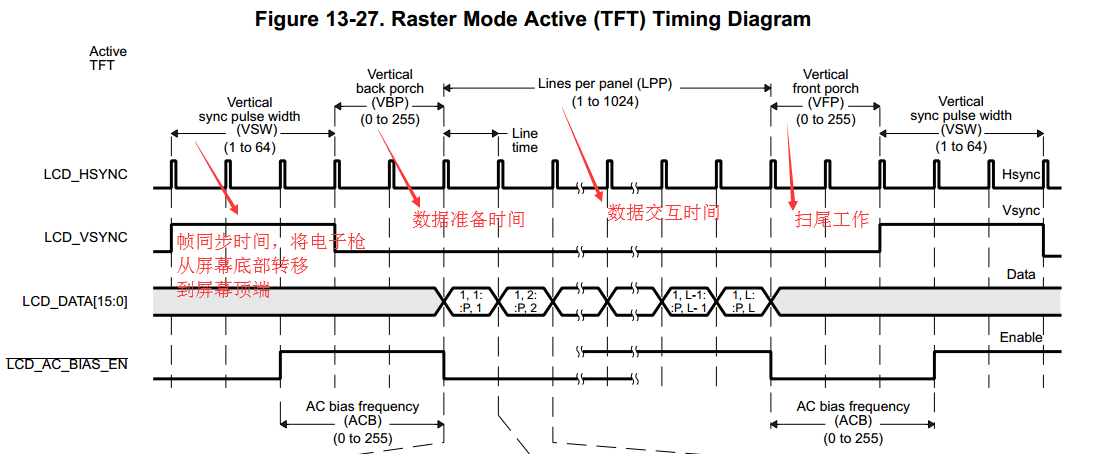 Figure 13-27. Raster Mode Active (TFT) Timing Diagram
Active
TFT
Vertical
sync pulse width
(VSW)
(1 to 64)
Vertical
back porch
(VBP)
(0 to 255)
Lines per panel (LPP)
(1 to 1024)
Vertical
front porch
(VFP)
(0 to 255)
Vertical
sync pulse width
(VSW)
(1 to 64)
Line
time
LCD_HSYNC
Hsync
数据准备时间
数据交互时间
扫尾工作
LCD_VSYNC
Vsync
帧同步时间，将电子枪
从屏幕底部转移
到屏幕顶端
Data
LCD_DATA[15:0]
1, 1:
:P, 1
1, 2:
:P, 2
1, L-1:
:P, L- 1
1, L:
:P, L
Enable
LCD_AC_BIAS_EN
AC bias frequency
(ACB)
(0 to 255)
AC bias frequency
(ACB)
(0 to 255)